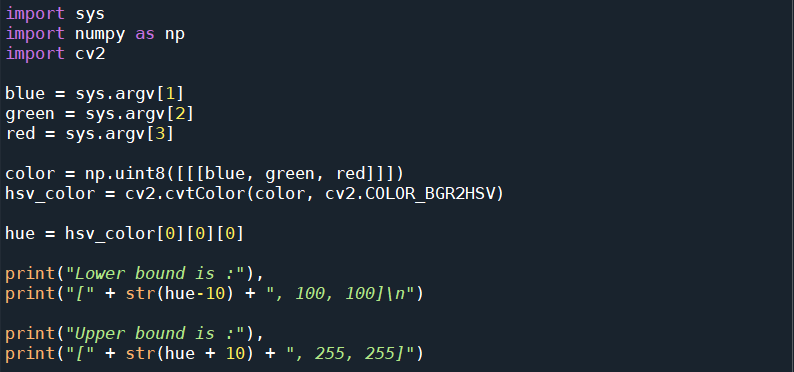 import sys
import numpy as np
import cv2
blue = sys.argv[1]
green = sys.argv[2]
red = sys.argv[3]
color = np.uint8([[[blue, green, red]]])
hsv_color = cv2.cvtColor(color, cv2.COLOR_BGR2HSV)
hue = hsv_color[0][0][0]
print("Lower bound is :"),
print("[" + str(hue-10) + ", 100, 100]\n")
print("Upper bound is :"),
print("[" + str(hue + 10) + ", 255, 255]")